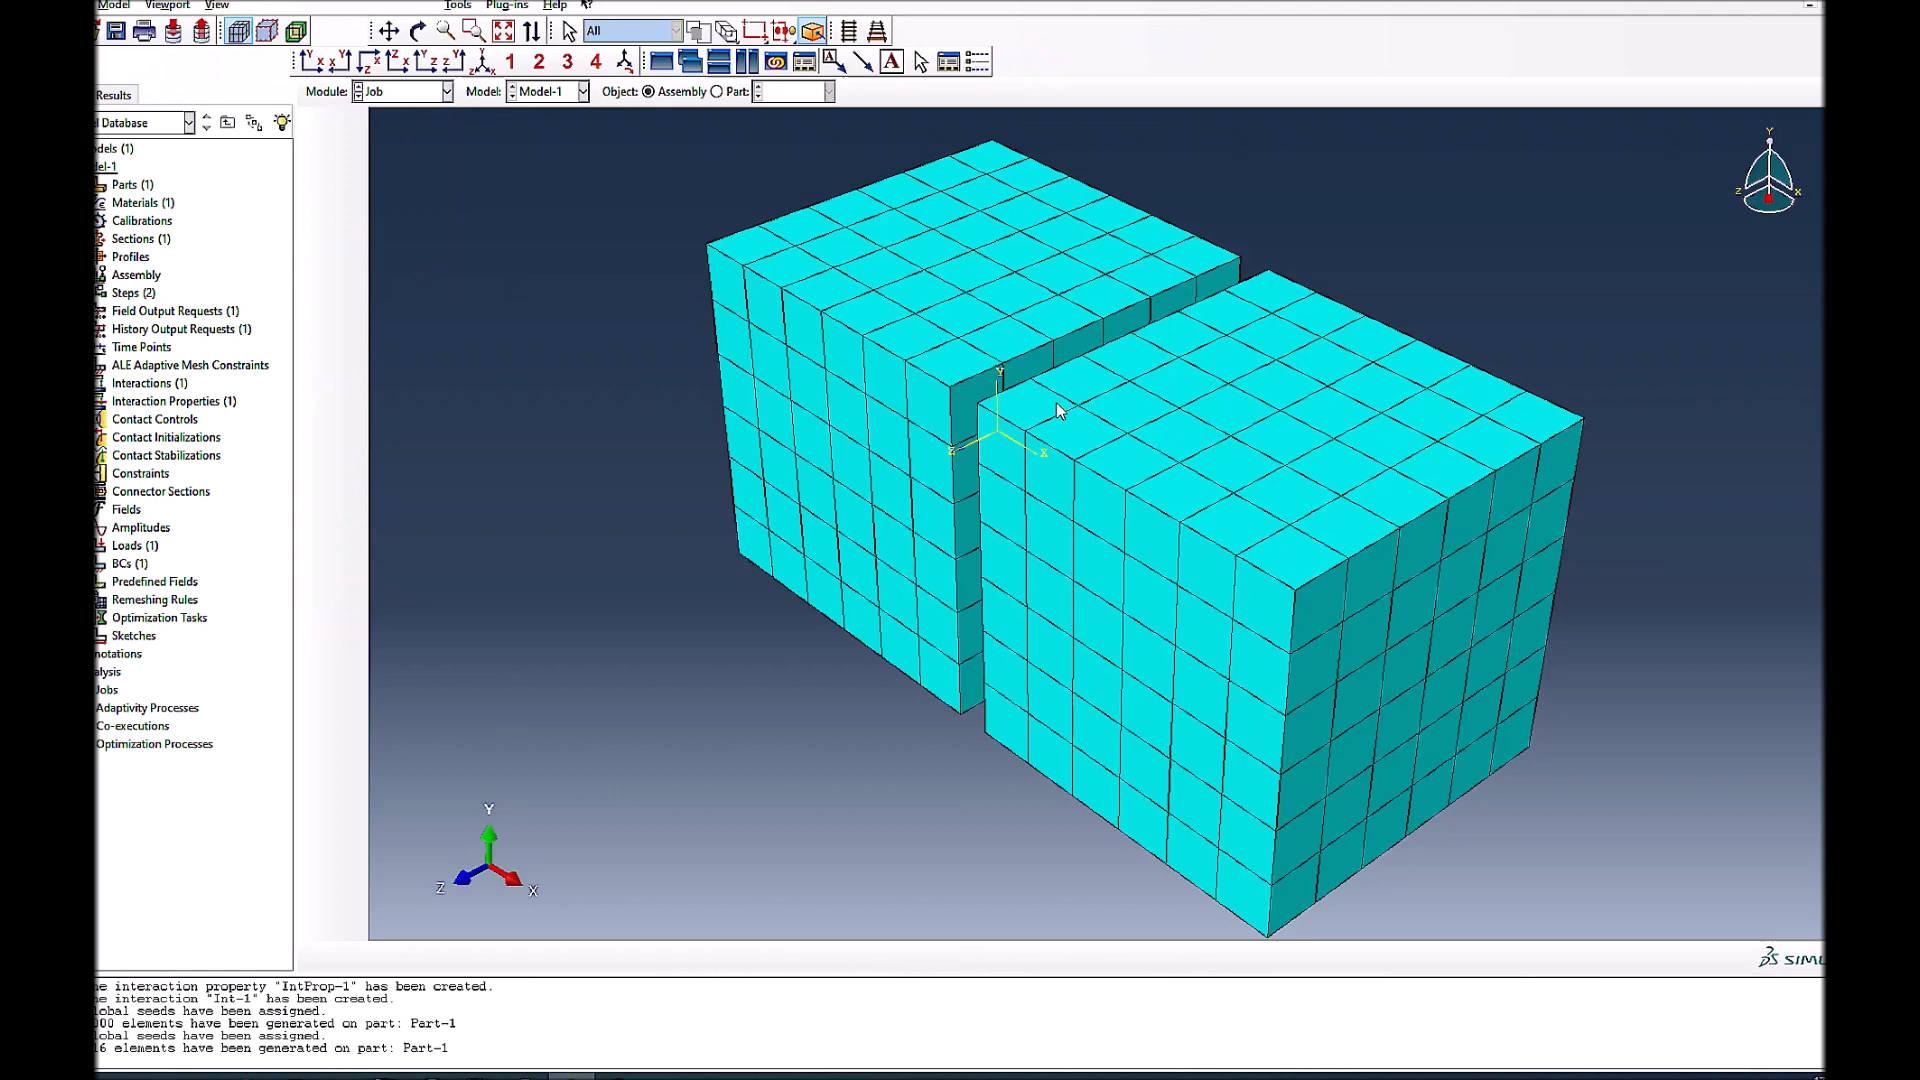 Model Viewport View Tools Plug-ins Help
All
1 2 3 4 A
Module: Job Model: Model-1 Object: Assembly Part:
Results
l Database
dels (1)
del-1
Parts (1)
Materials (1)
Calibrations
Sections (1)
Profiles
Assembly
Steps (2)
Field Output Requests (1)
History Output Requests (1)
Time Points
ALE Adaptive Mesh Constraints
Interactions (1)
Interaction Properties (1)
Contact Controls
Contact Initializations
Contact Stabilizations
Constraints
Connector Sections
Fields
Amplitudes
Loads (1)
BCs (1)
Predefined Fields
Remeshing Rules
Optimization Tasks
Sketches
notations
alysis
Jobs
Adaptivity Processes
Co-executions
Optimization Processes
Y
Z X
Y
Z X
Y
Z X
SIMU
he interaction property "IntProp-1" has been created.
he interaction "Int-1" has been created.
lobal seeds have been assigned.
000 elements have been generated on part: Part-1
lobal seeds have been assigned.
16 elements have been generated on part: Part-1